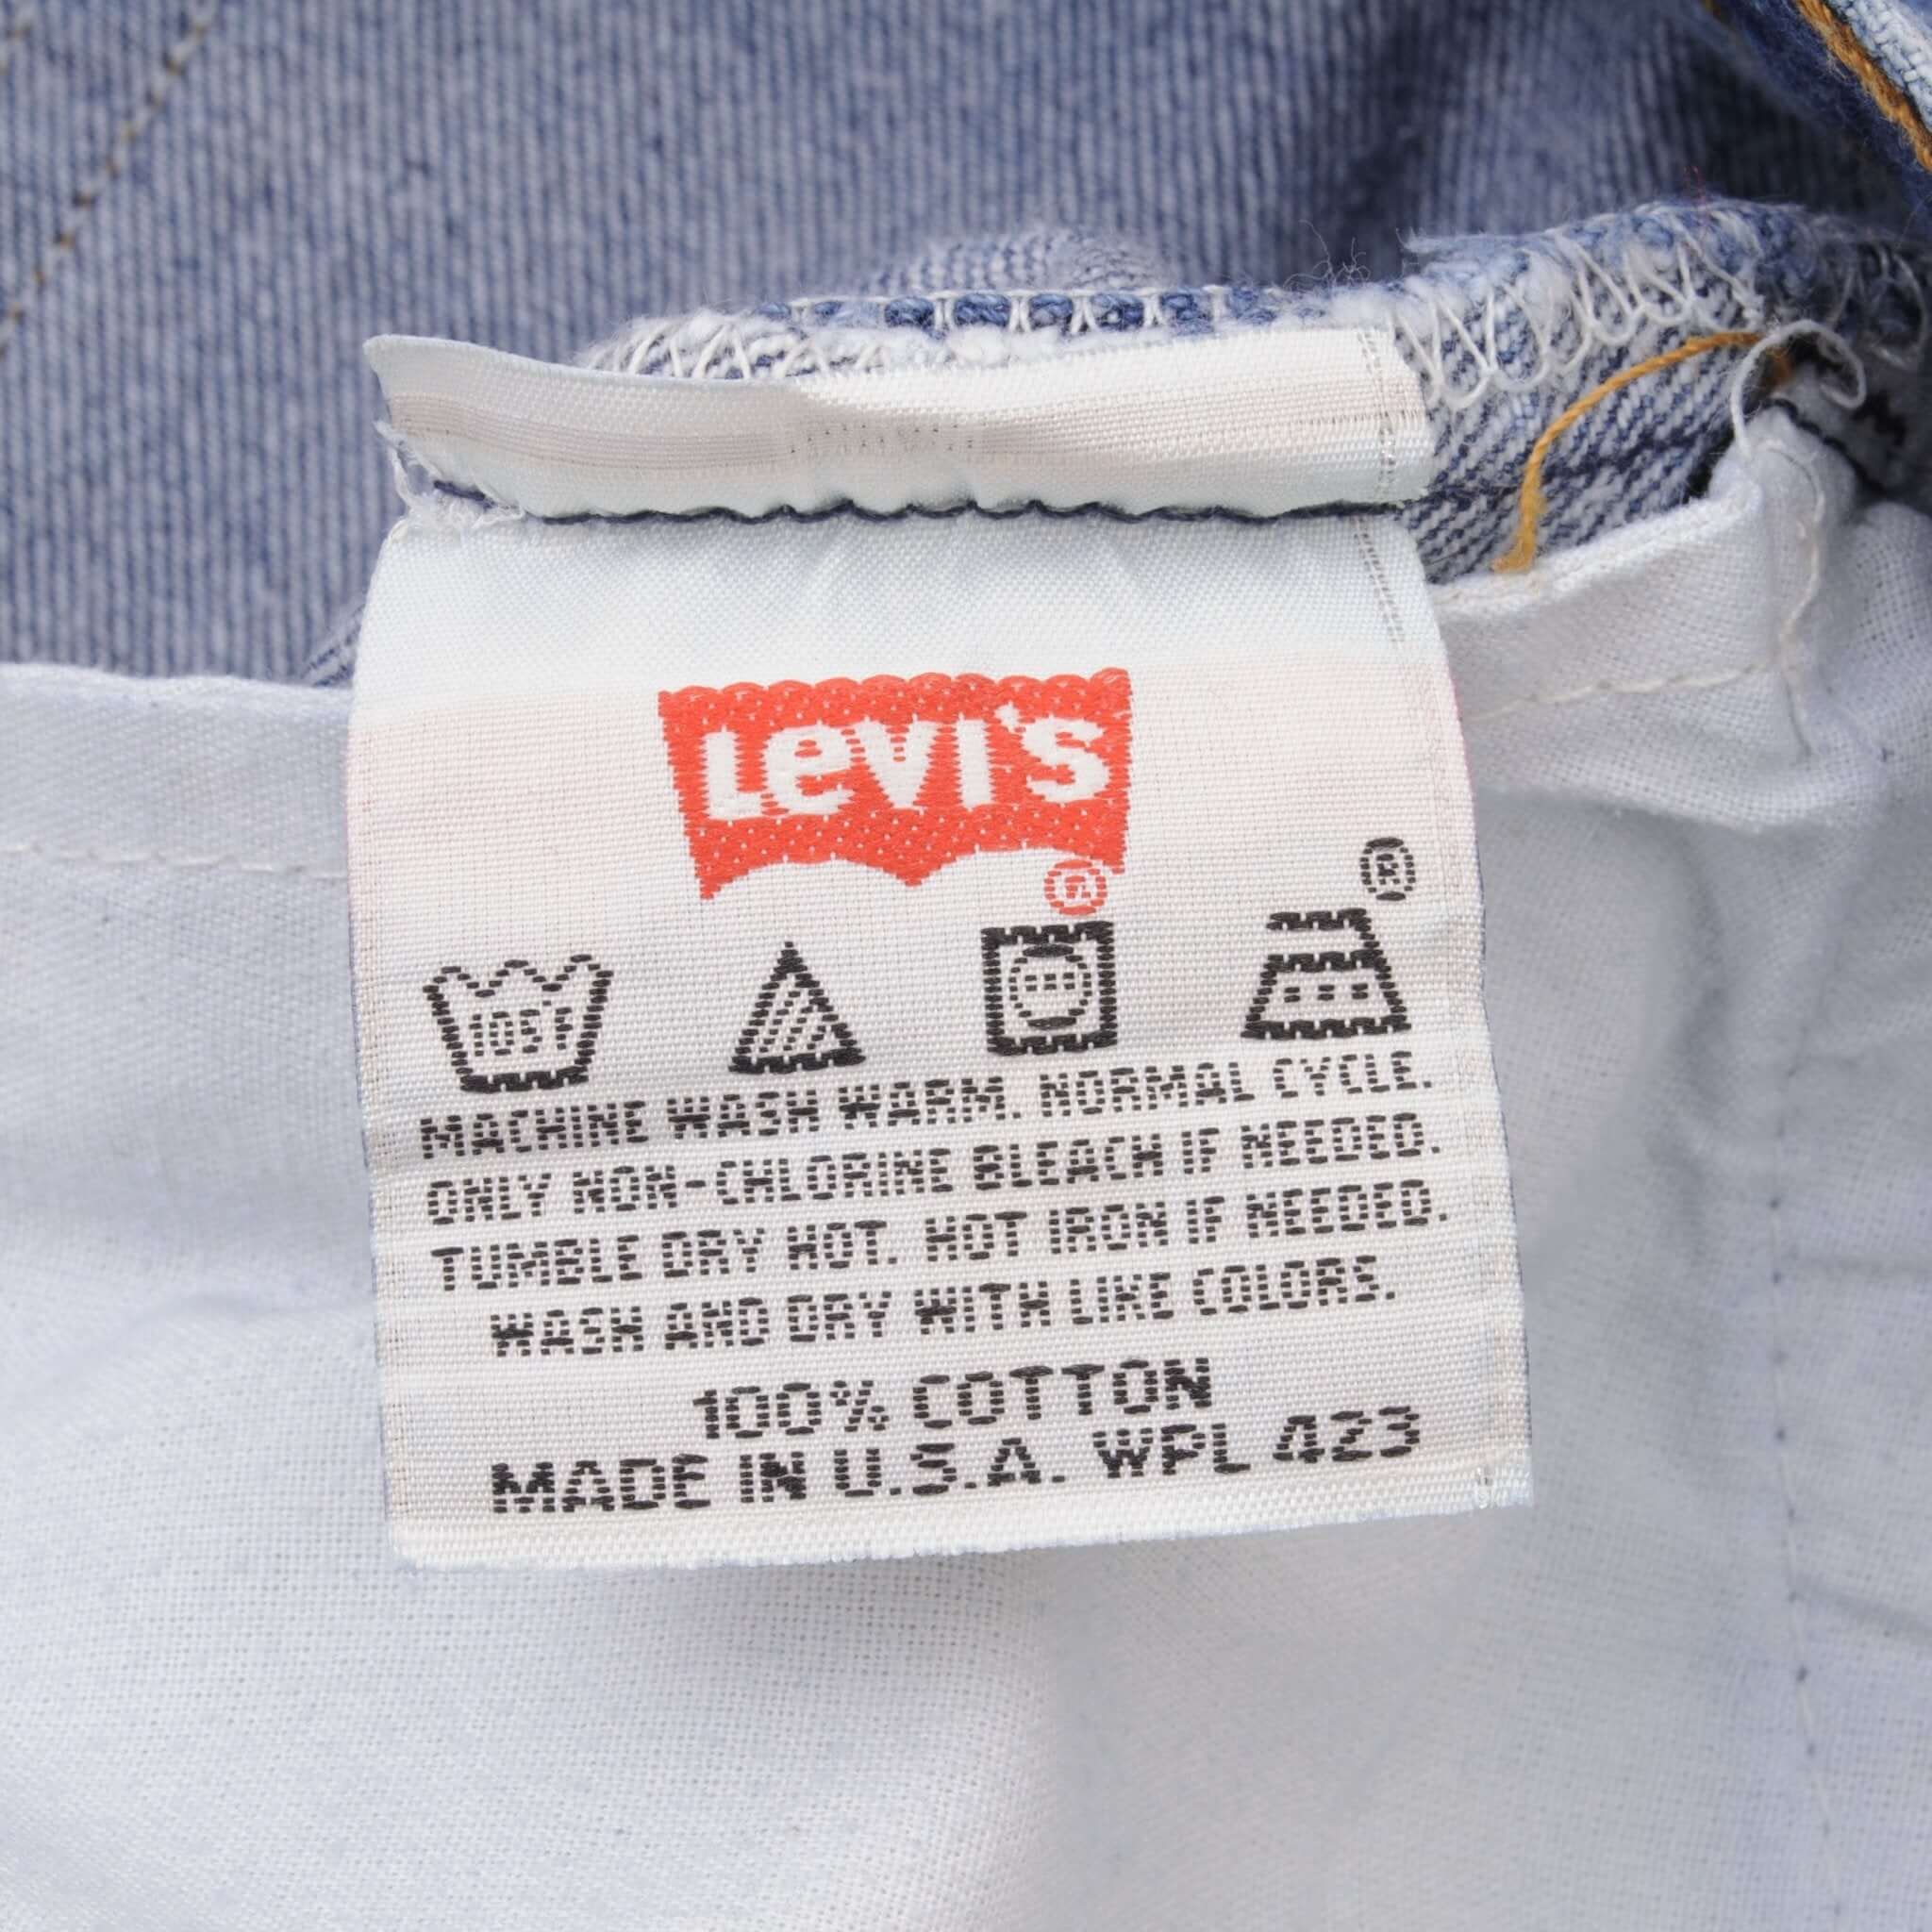 Levi's
®
®
105°F
MACHINE WASH WARM. NORMAL CYCLE.
ONLY NON-CHLORINE BLEACH IF NEEDED.
TUMBLE DRY HOT. HOT IRON IF NEEDED.
WASH AND DRY WITH LIKE COLORS.
100% COTTON
MADE IN U.S.A. WPL 423